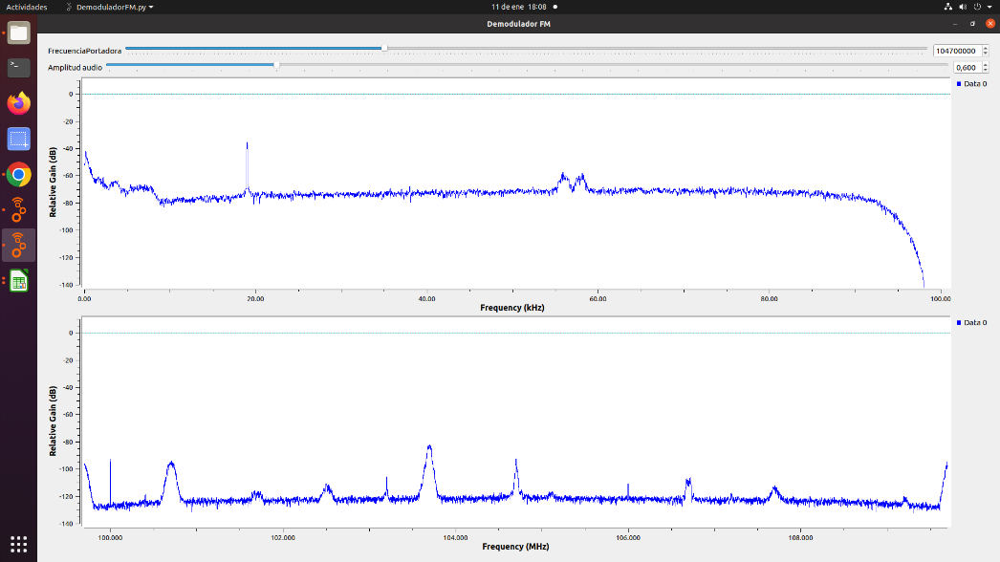 Actividades DemoduladorFM.py 11 de ene 18:08
Demodulador FM
FrecuenciaPortadora 104700000
Amplitud audio 0,600
Data 0
Relative Gain (dB)
0
-20
-40
-60
-80
-100
-120
-140
0.00 20.00 40.00 60.00 80.00 100.00
Frequency (kHz)
Data 0
Relative Gain (dB)
0
-20
-40
-60
-80
-100
-120
-140
100.000 102.000 104.000 106.000 108.000
Frequency (MHz)